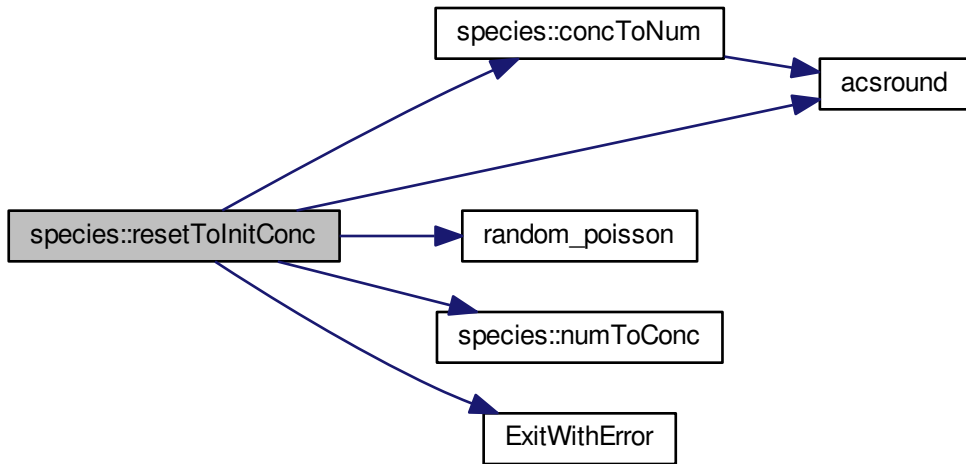 species::concToNum
acsround
species::resetToInitConc
random_poisson
species::numToConc
ExitWithError